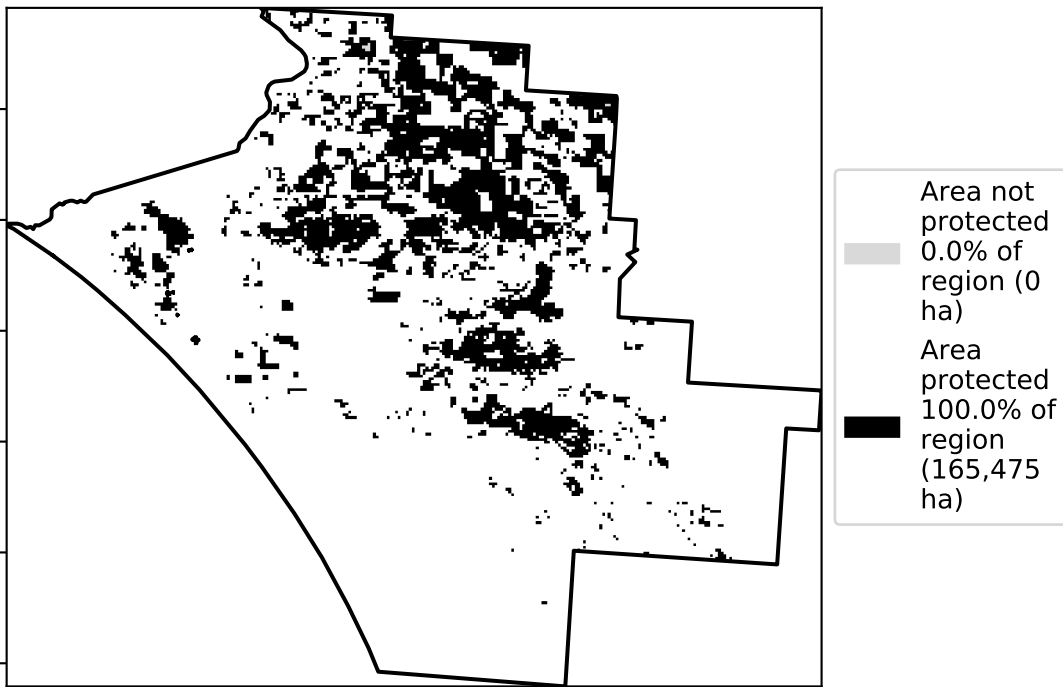 Area not
protected
0.0% of
region (0
ha)
Area
protected
100.0% of
region
(165,475
ha)